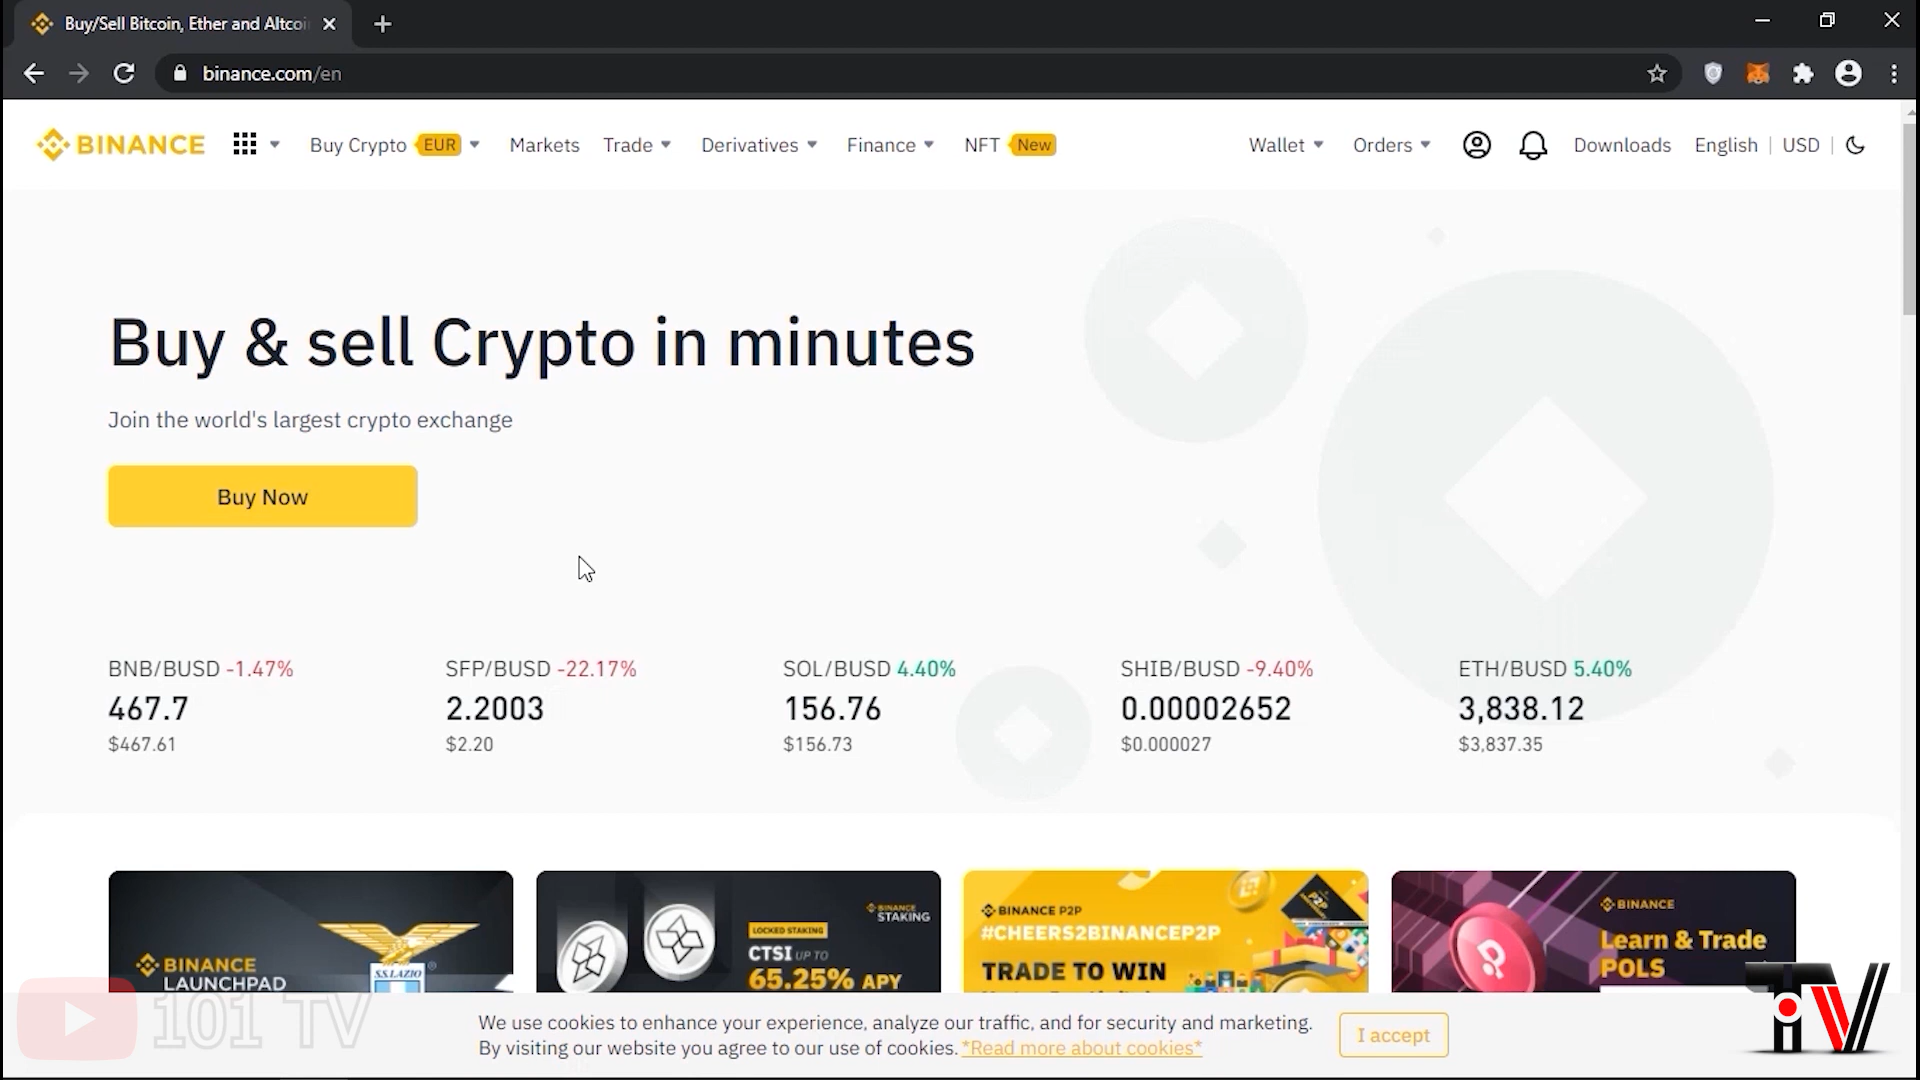 Buy/Sell Bitcoin, Ether and Altcoi
binance.com/en
BINANCE
Buy Crypto EUR
Markets
Trade
Derivatives
Finance
NFT New
Wallet
Orders
Downloads
English | USD
Buy & sell Crypto in minutes
Join the world's largest crypto exchange
Buy Now
BNB/BUSD -1.47%
467.7
$467.61
SFP/BUSD -22.17%
2.2003
$2.20
SOL/BUSD 4.40%
156.76
$156.73
SHIB/BUSD -9.40%
0.00002652
$0.000027
ETH/BUSD 5.40%
3,838.12
$3,837.35
BINANCE
LAUNCHPAD
S.S.LAZIO
BINANCE
STAKING
LOCKED STAKING
CTSI UP TO
65.25% APY
BINANCE P2P
#CHEERS2BINANCEP2P
TRADE TO WIN
P2P
BINANCE
Learn & Trade
POLS
101 TV
We use cookies to enhance your experience, analyze our traffic, and for security and marketing.
By visiting our website you agree to our use of cookies. *Read more about cookies*
I accept
TiV